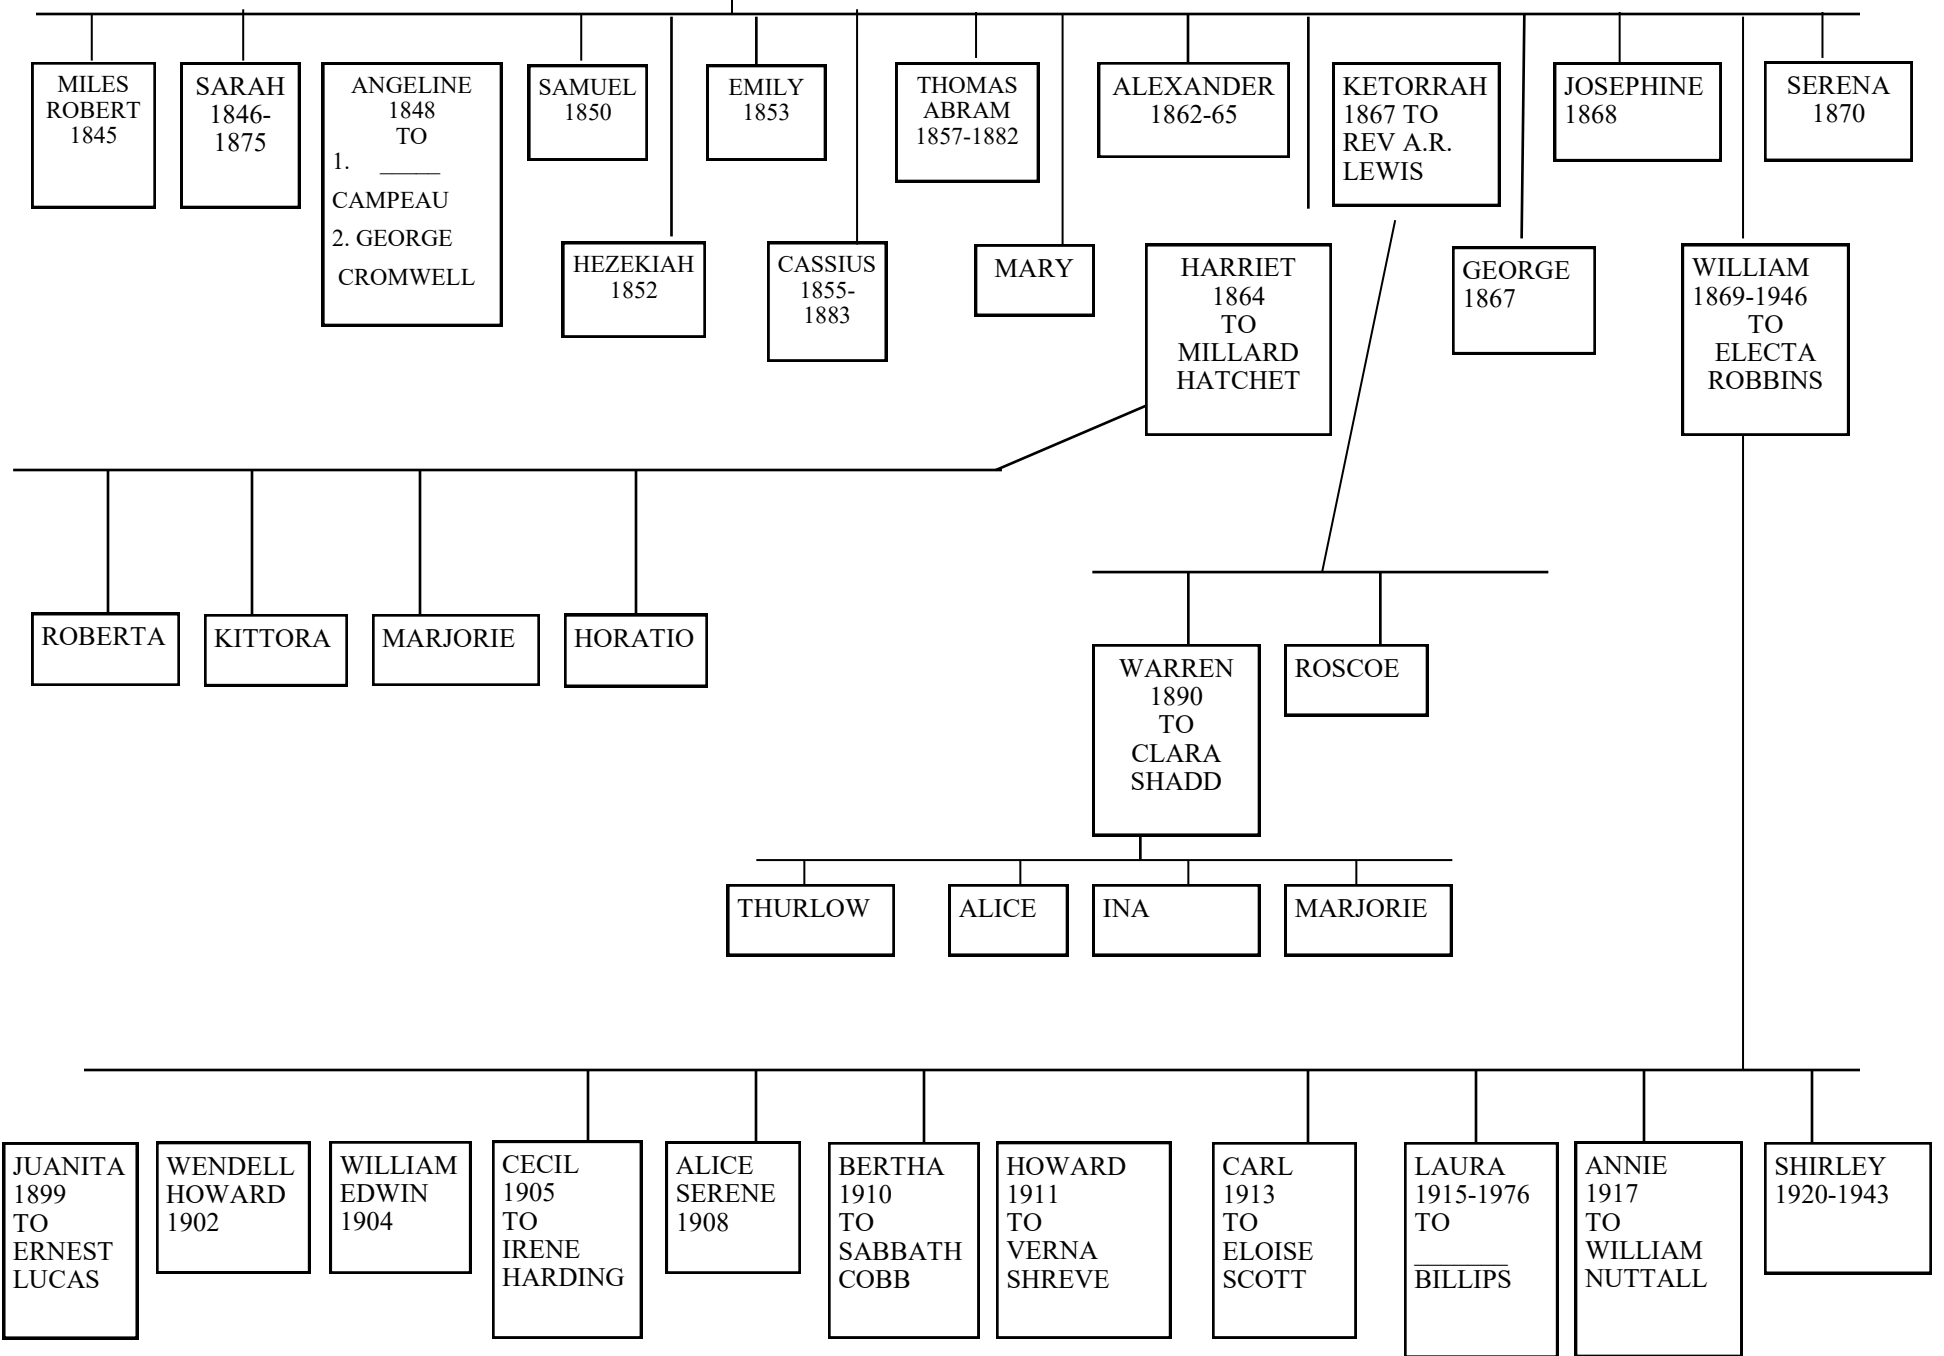 MILES
ROBERT
1845
SARAH
1846-
1875
ANGELINE
1848
TO
1. _____
CAMPEAU
2. GEORGE
CROMWELL
SAMUEL
1850
EMILY
1853
THOMAS
ABRAM
1857-1882
ALEXANDER
1862-65
KETORRAH
1867 TO
REV A.R.
LEWIS
JOSEPHINE
1868
SERENA
1870
HEZEKIAH
1852
CASSIUS
1855-
1883
MARY
HARRIET
1864
TO
MILLARD
HATCHET
GEORGE
1867
WILLIAM
1869-1946
TO
ELECTA
ROBBINS
ROBERTA
KITTORA
MARJORIE
HORATIO
WARREN
1890
TO
CLARA
SHADD
ROSCOE
THURLOW
ALICE
INA
MARJORIE
JUANITA
1899
TO
ERNEST
LUCAS
WENDELL
HOWARD
1902
WILLIAM
EDWIN
1904
CECIL
1905
TO
IRENE
HARDING
ALICE
SERENE
1908
BERTHA
1910
TO
SABBATH
COBB
HOWARD
1911
TO
VERNA
SHREVE
CARL
1913
TO
ELOISE
SCOTT
LAURA
1915-1976
TO
_______
BILLIPS
ANNIE
1917
TO
WILLIAM
NUTTALL
SHIRLEY
1920-1943